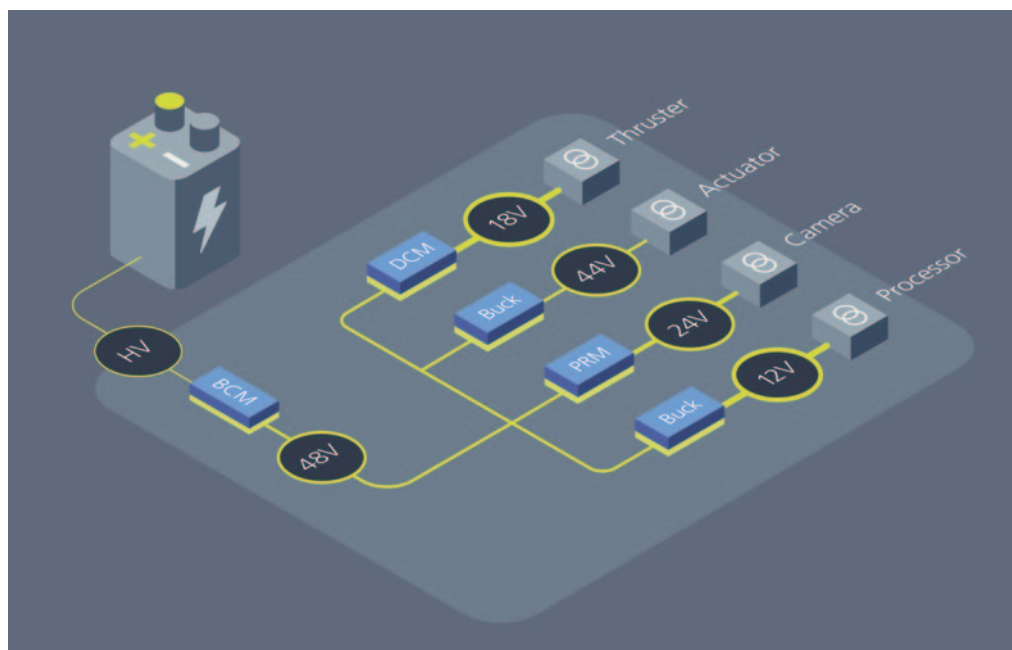 Thruster
18V
DCM
Actuator
44V
Buck
Camera
24V
PRM
Processor
12V
Buck
HV
BCM
48V